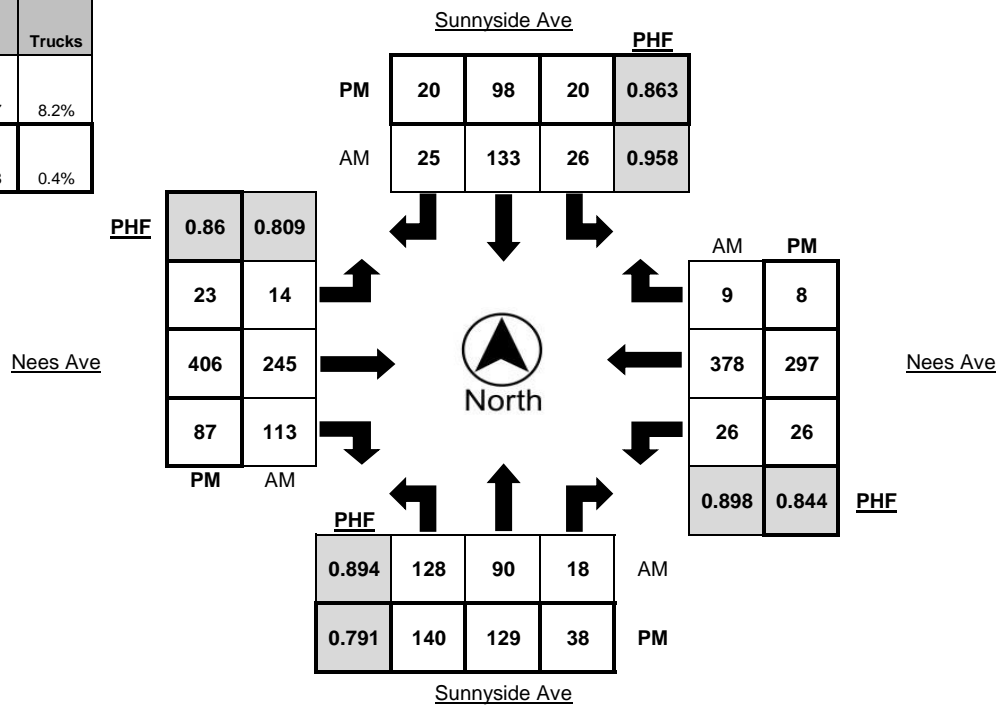 Trucks
8.2%
0.4%
Sunnyside Ave
PHF
PM 20 98 20 0.863
AM 25 133 26 0.958
PHF 0.86 0.809
23 14
Nees Ave 406 245
87 113
PM AM
North
AM PM
9 8
378 297 Nees Ave
26 26
0.898 0.844 PHF
PHF
0.894 128 90 18 AM
0.791 140 129 38 PM
Sunnyside Ave